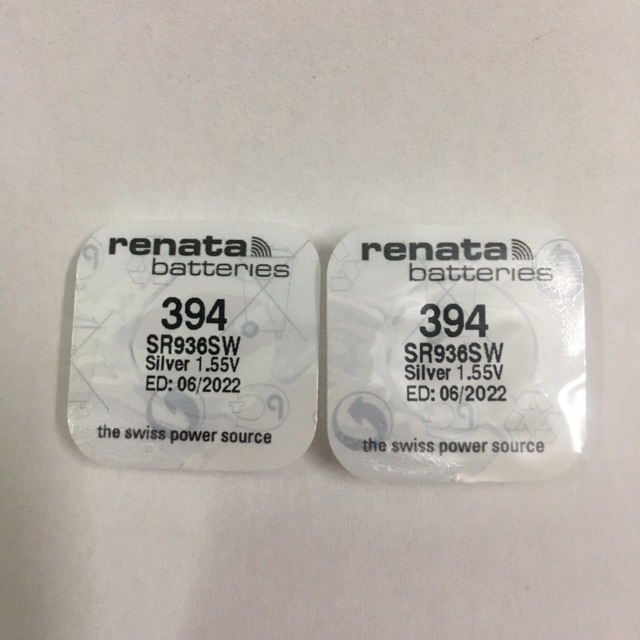 renata
batteries
394
SR936SW
Silver 1.55V
ED: 06/2022
the swiss power source
renata
batteries
394
SR936SW
Silver 1.55V
ED: 06/2022
the swiss power source